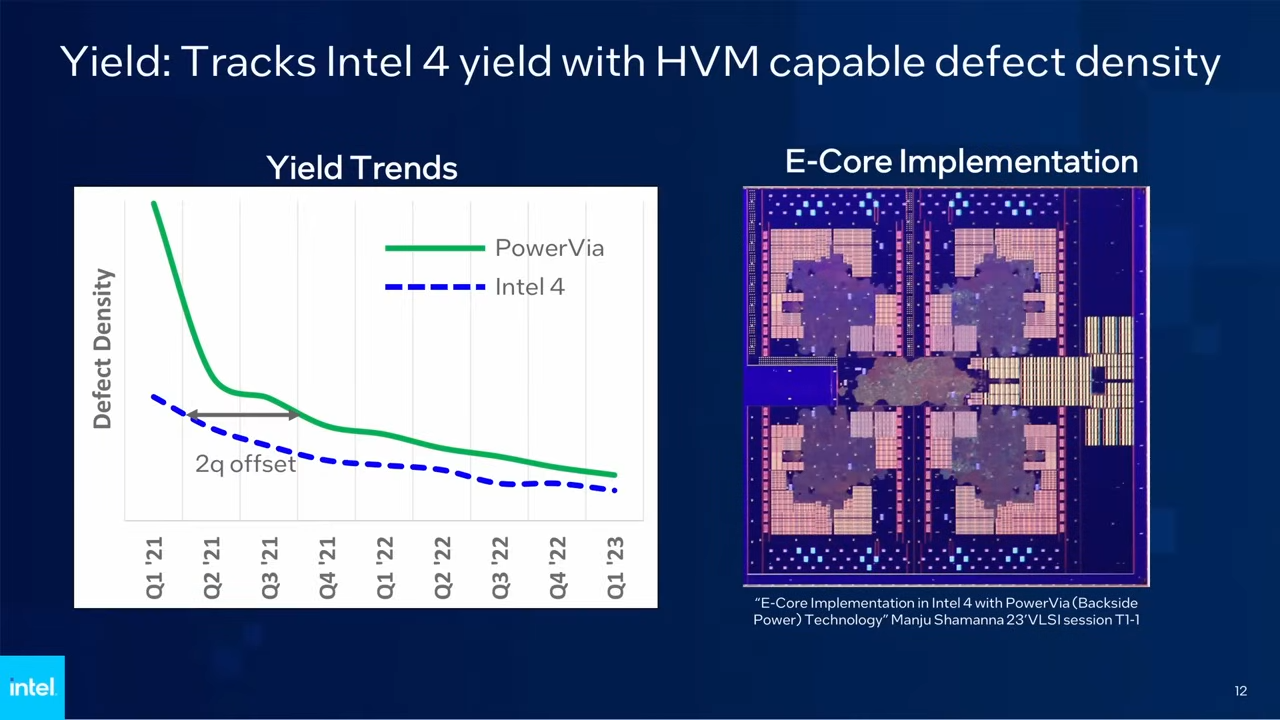 Yield: Tracks Intel 4 yield with HVM capable defect density
Yield Trends
Defect Density
PowerVia
Intel 4
2q offset
Q1 '21
Q2 '21
Q3 '21
Q4 '21
Q1 '22
Q2 '22
Q3 '22
Q4 '22
Q1 '23
E-Core Implementation
“E-Core Implementation in Intel 4 with PowerVia (Backside
Power) Technology” Manju Shamanna 23’VLSI session T1-1
intel.
12